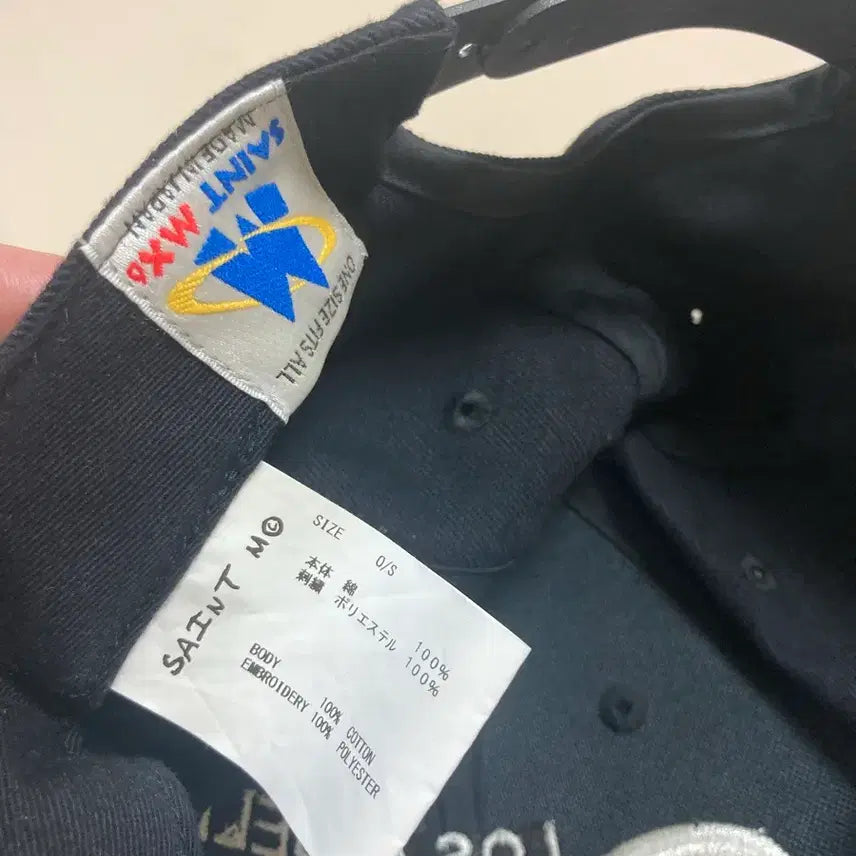 SAINT MX6
MADE IN JAPAN
ONE SIZE FITS ALL
SAINT M©
SIZE O/S
本体 綿 100%
刺繍 ポリエステル 100%
BODY 100% COTTON
EMBROIDERY 100% POLYESTER